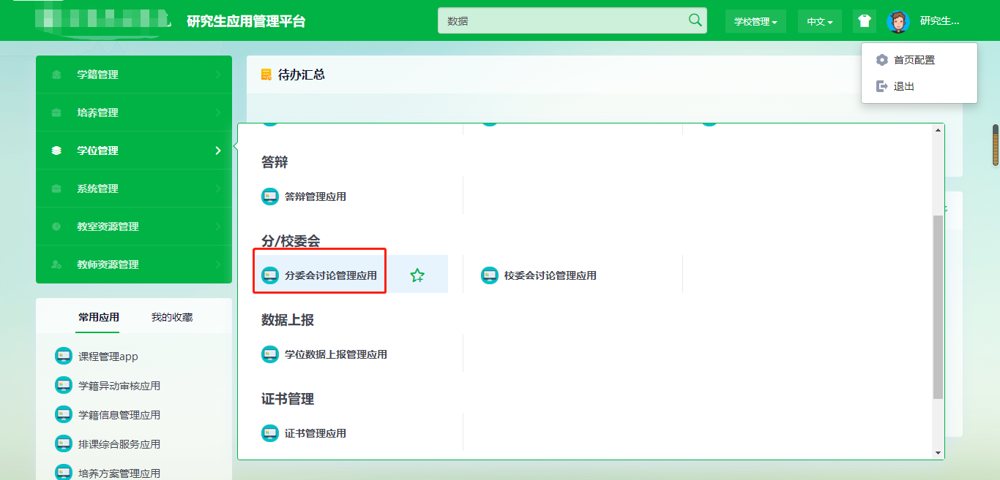 研究生应用管理平台
数据
学校管理
中文
研究生...
首页配置
退出
学籍管理
培养管理
学位管理
系统管理
教室资源管理
教师资源管理
常用应用
我的收藏
课程管理app
学籍异动审核应用
学籍信息管理应用
排课综合服务应用
培养方案管理应用
待办汇总
答辩
答辩管理应用
分/校委会
分委会讨论管理应用
校委会讨论管理应用
数据上报
学位数据上报管理应用
证书管理
证书管理应用